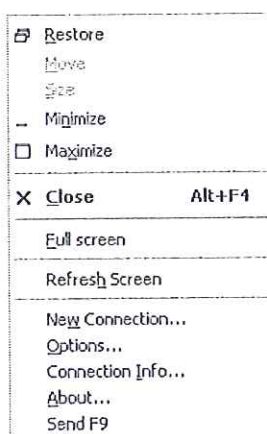 Restore
Move
Size
Minimize
Maximize
Close Alt+F4
Full screen
Refresh Screen
New Connection...
Options...
Connection Info...
About...
Send F9